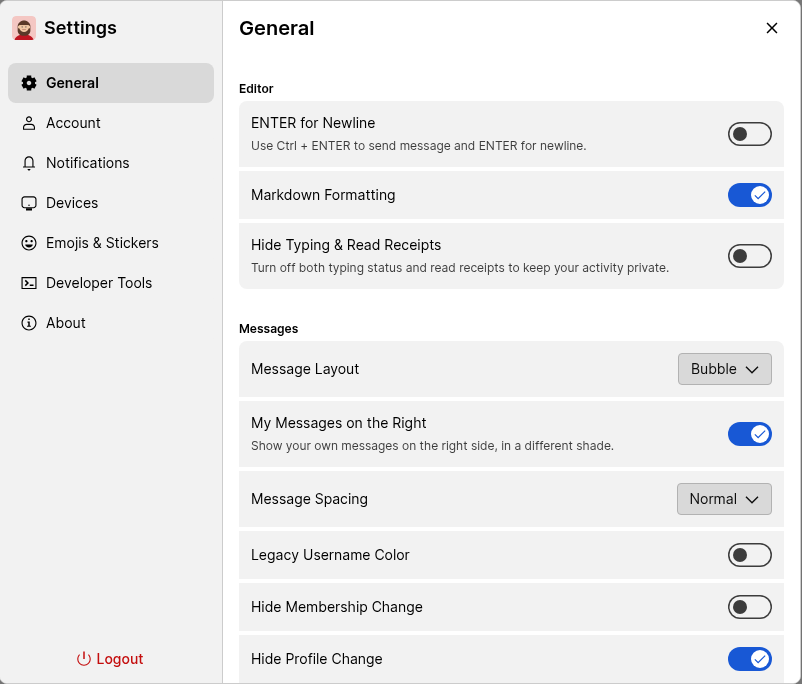 Settings
General
Account
Notifications
Devices
Emojis & Stickers
Developer Tools
About
Logout
General
Editor
ENTER for Newline
Use Ctrl + ENTER to send message and ENTER for newline.
Markdown Formatting
Hide Typing & Read Receipts
Turn off both typing status and read receipts to keep your activity private.
Messages
Message Layout
Bubble
My Messages on the Right
Show your own messages on the right side, in a different shade.
Message Spacing
Normal
Legacy Username Color
Hide Membership Change
Hide Profile Change